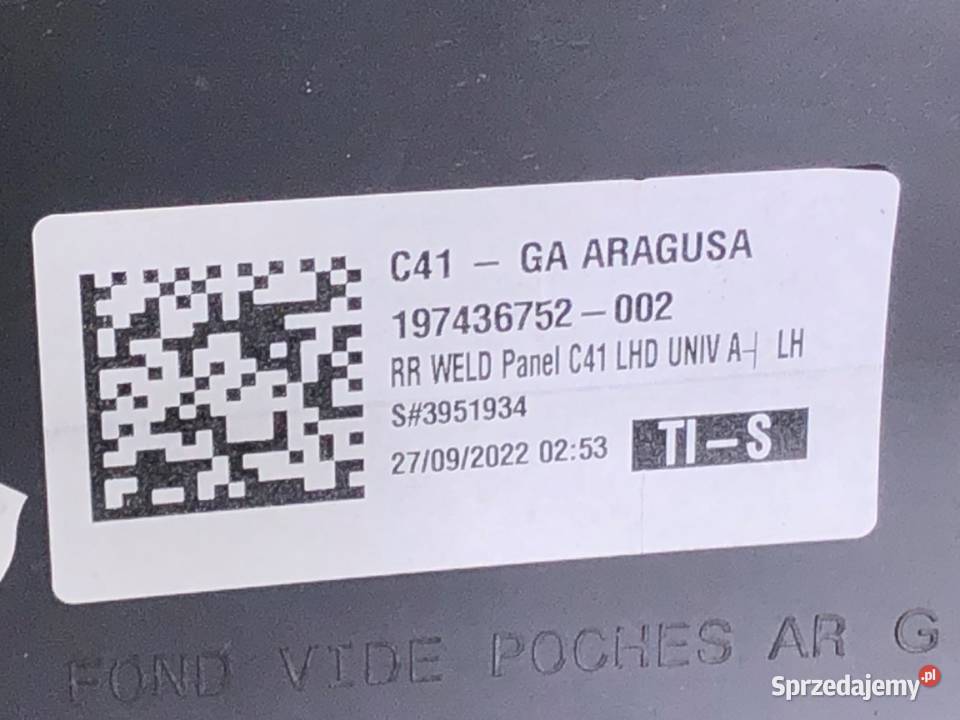 C41 – GA ARAGUSA
197436752–002
RR WELD Panel C41 LHD UNIV A-| LH
S#3951934
27/09/2022 02:53 TI–S
FOND VIDE POCHES AR G
Sprzedajemy.pl